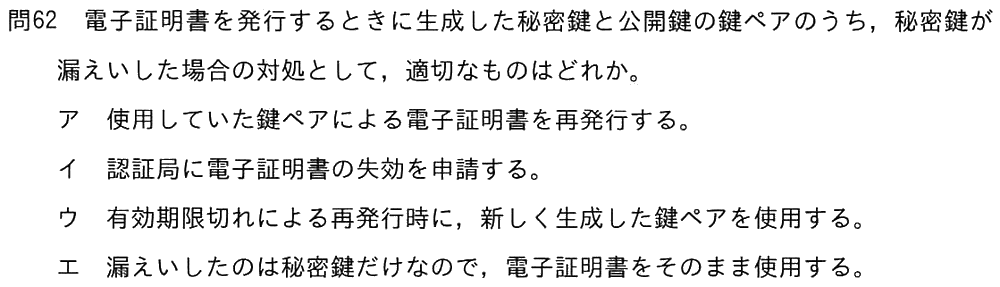 問62 電子証明書を発行するときに生成した秘密鍵と公開鍵の鍵ペアのうち，秘密鍵が
漏えいした場合の対処として，適切なものはどれか。
ア 使用していた鍵ペアによる電子証明書を再発行する。
イ 認証局に電子証明書の失効を申請する。
ウ 有効期限切れによる再発行時に，新しく生成した鍵ペアを使用する。
エ 漏えいしたのは秘密鍵だけなので，電子証明書をそのまま使用する。